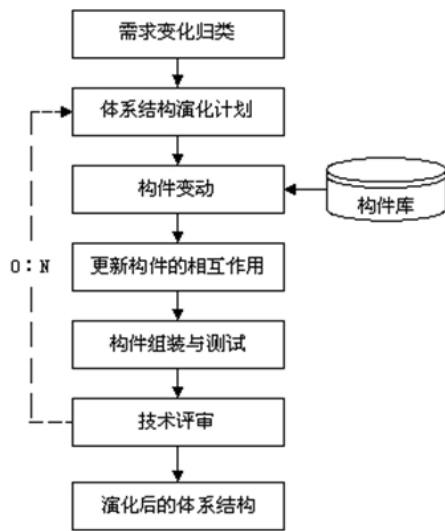 需求变化归类
体系结构演化计划
构件变动
构件库
更新构件的相互作用
0：N
构件组装与测试
技术评审
演化后的体系结构